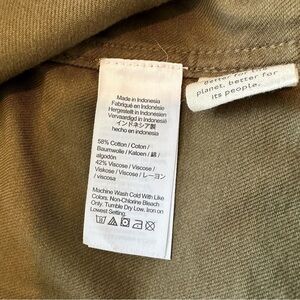 Made in Indonesia
Fabriqué en Indonésie
Hergestellt in Indonesien
Vervaardigd in Indonesië
インドネシア製
hecho en indonesia
58% Cotton / Coton /
Baumwolle / Katoen / 綿 /
algodón
42% Viscose / Viscose /
Viskose / Viscose / レーヨン
/ viscosa
Machine Wash Cold With Like
Colors. Non-Chlorine Bleach
Only. Tumble Dry Low. Iron on
Lowest Setting.
better for the
planet, better for
its people.